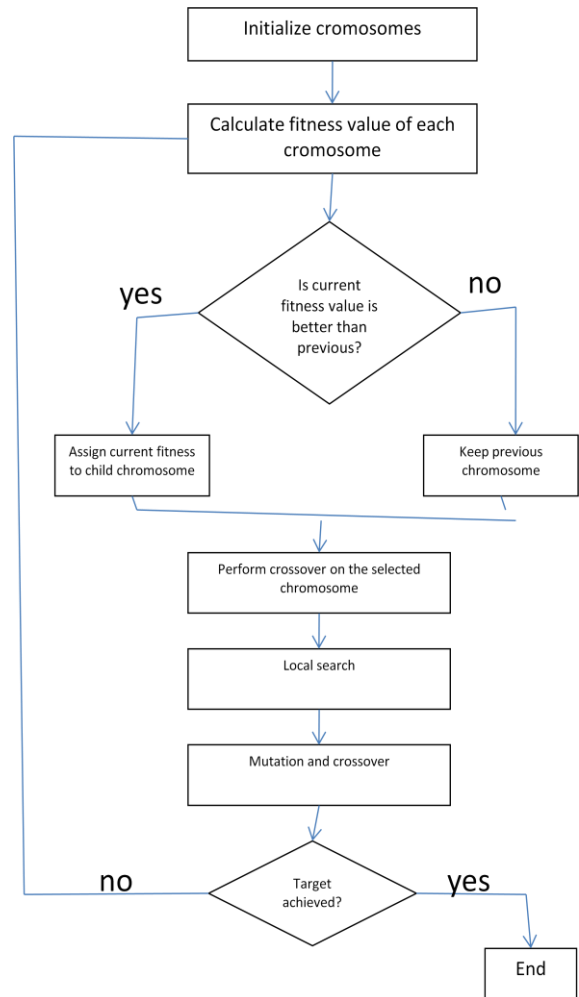 Initialize cromosomes
Calculate fitness value of each
cromosome
Is current
fitness value is
better than
previous?
yes
no
Assign current fitness
to child chromosome
Keep previous
chromosome
Perform crossover on the selected
chromosome
Local search
Mutation and crossover
Target
achieved?
no
yes
End